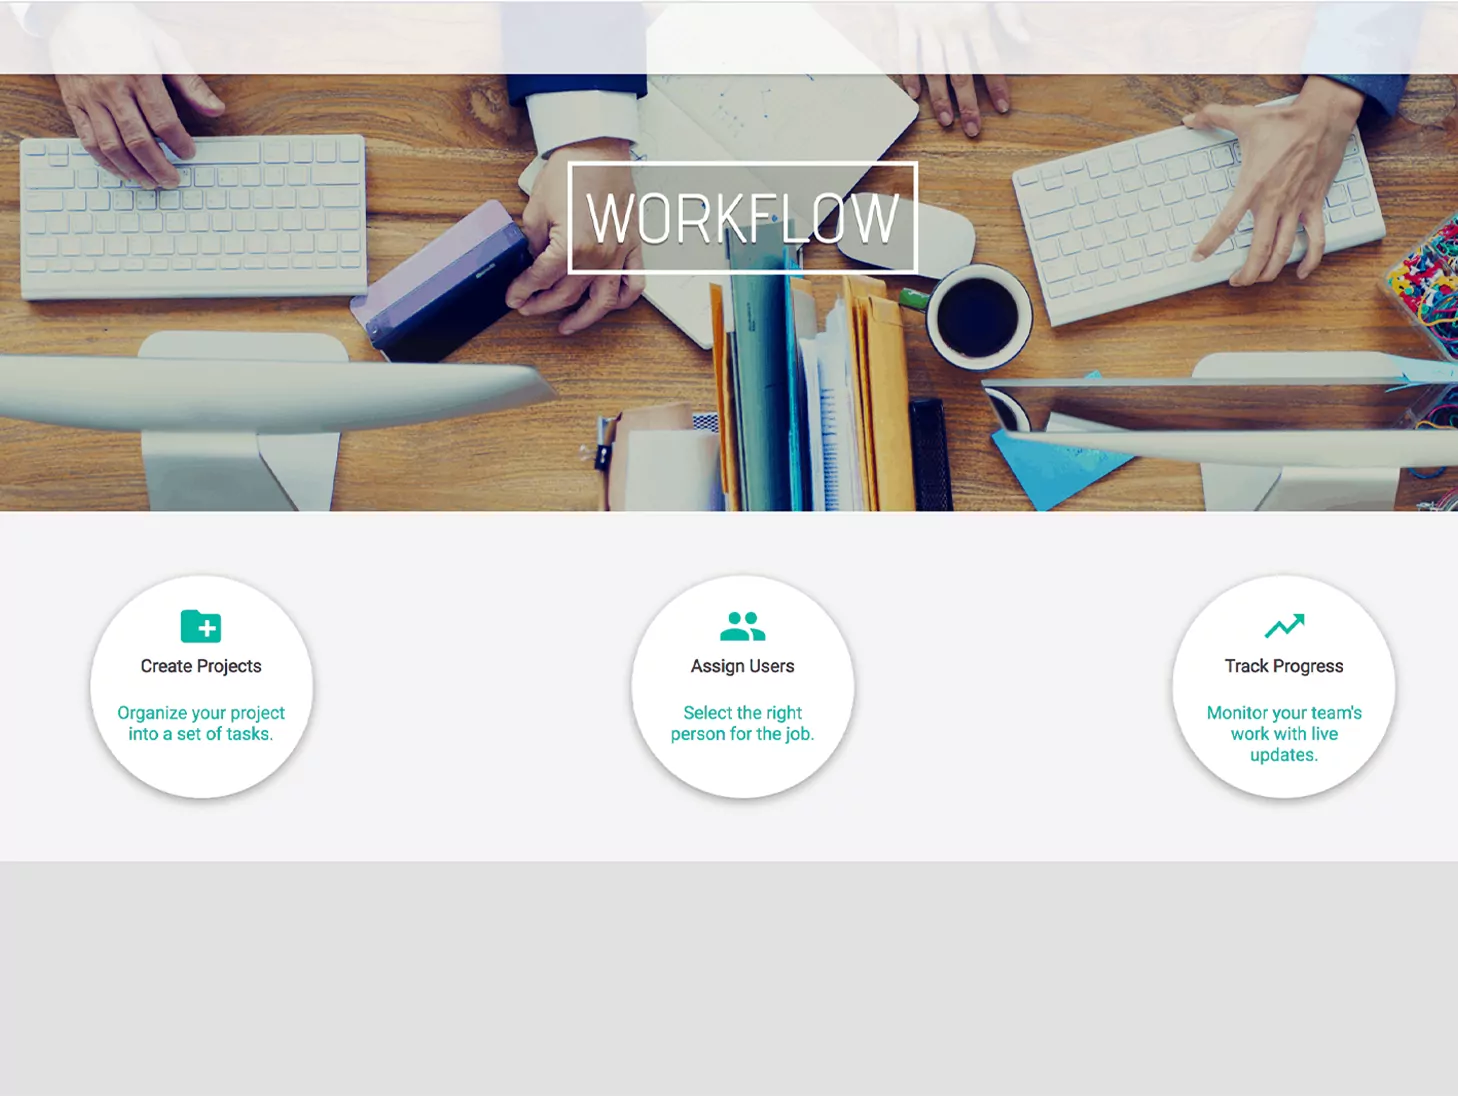 WORKFLOW
Create Projects
Organize your project
into a set of tasks.
Assign Users
Select the right
person for the job.
Track Progress
Monitor your team's
work with live
updates.